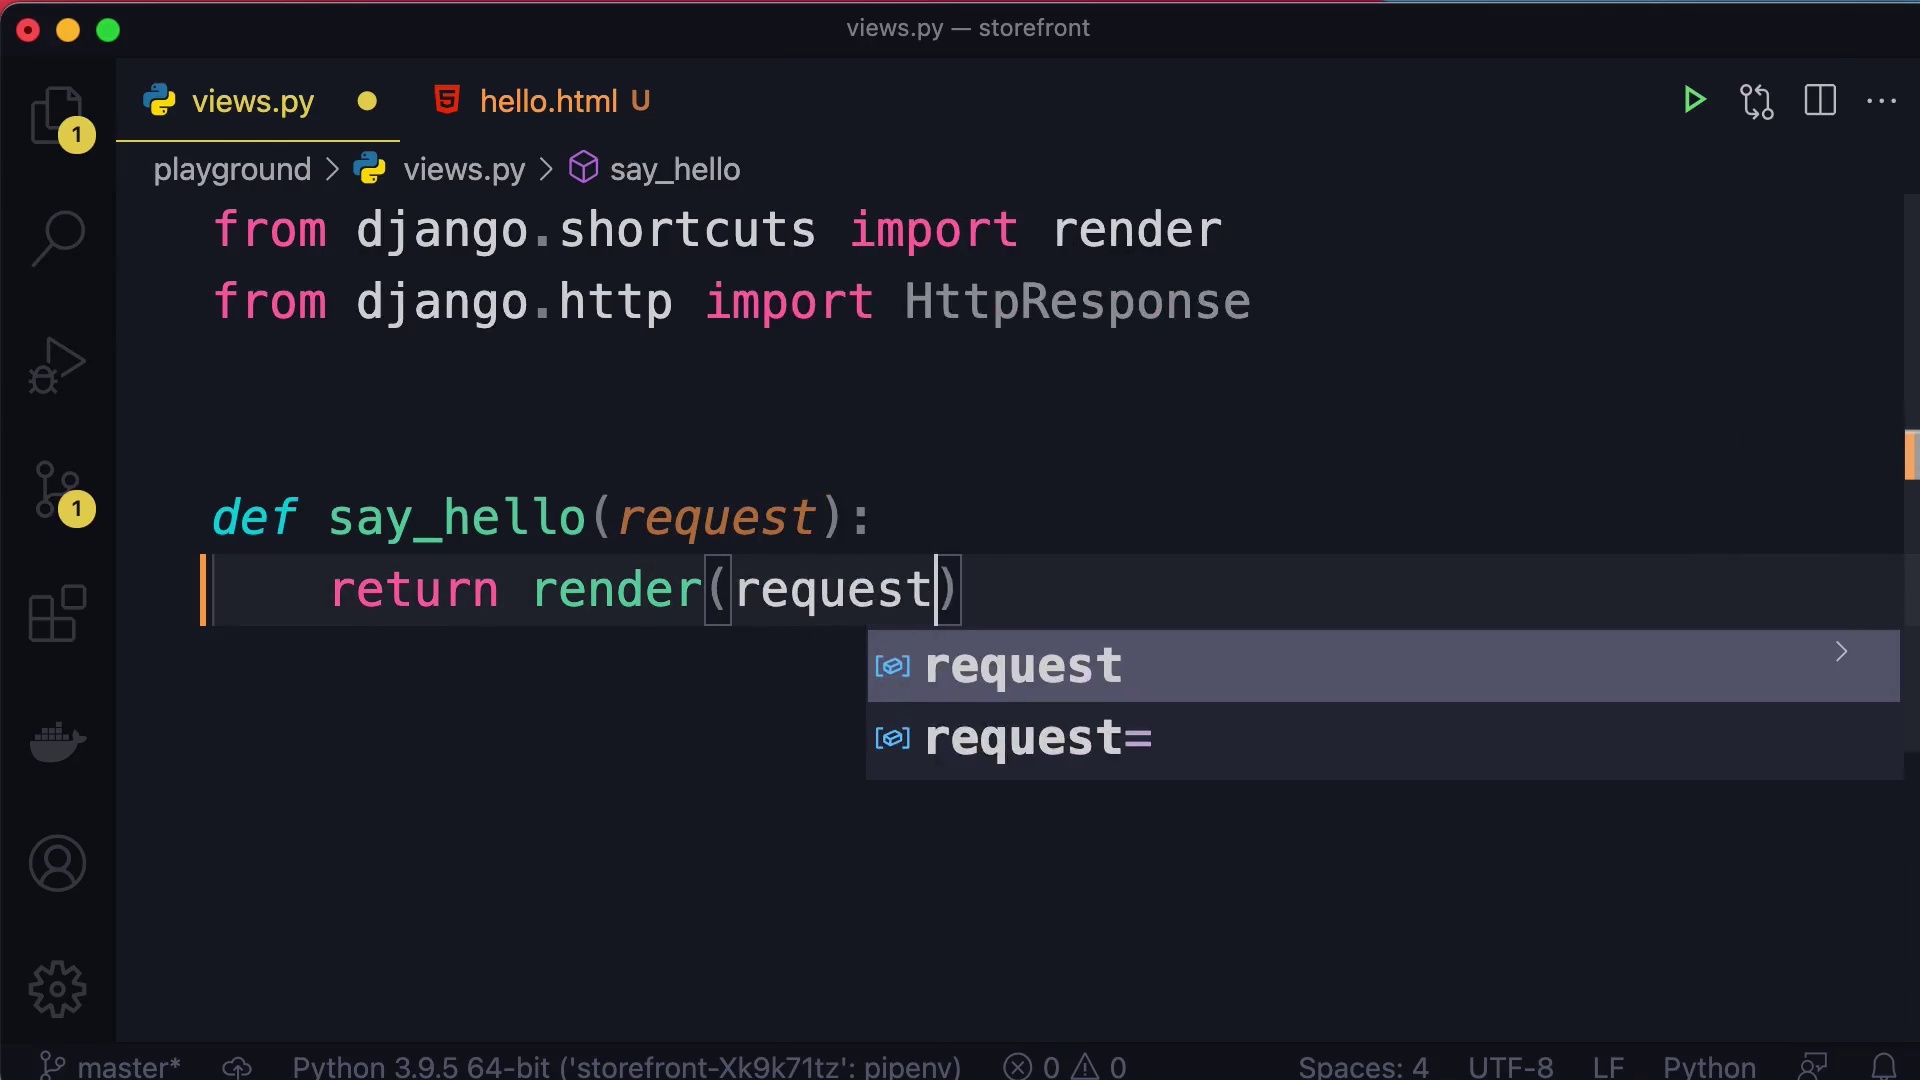 views.py — storefront
views.py
hello.html U
1
playground > views.py > say_hello
from django.shortcuts import render
from django.http import HttpResponse
def say_hello(request):
return render(request)
request
request=
1
master*
Python 3.9.5 64-bit ('storefront-Xk9k71tz': pipenv)
0
0
Spaces: 4
UTF-8
LF
Python